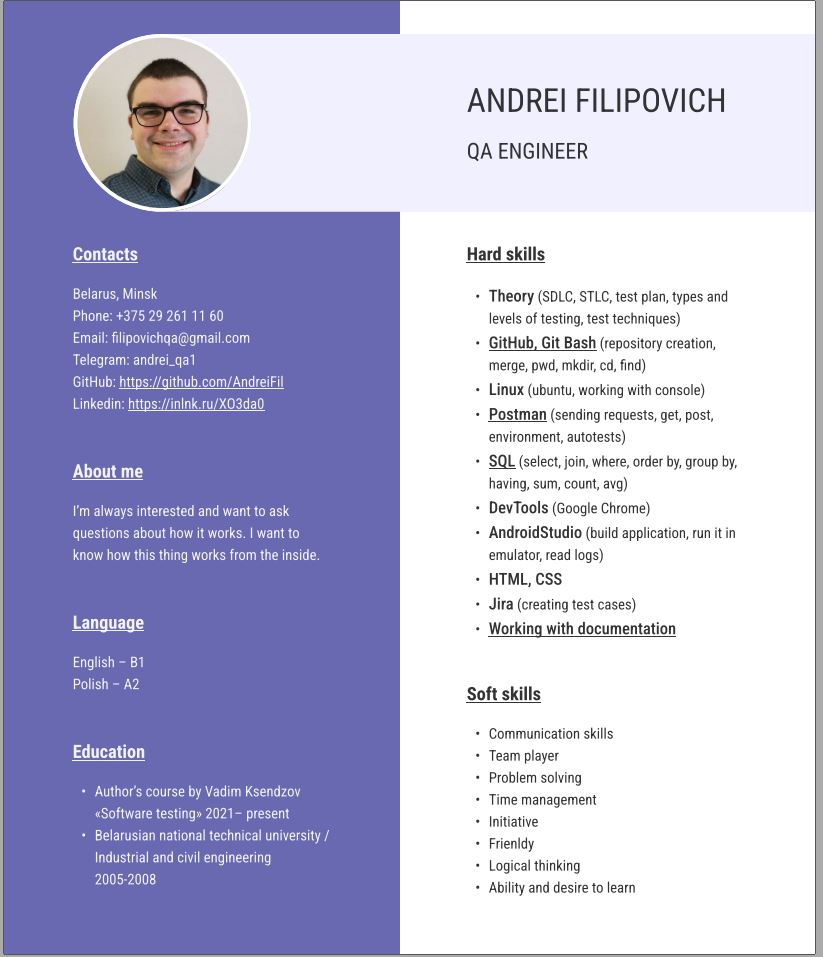 ANDREI FILIPOVICH
QA ENGINEER
Contacts
Belarus, Minsk
Phone: +375 29 261 11 60
Email: filipovichqa@gmail.com
Telegram: andrei_qa1
GitHub: https://github.com/AndreiFil
Linkedin: https://inlnk.ru/XO3da0
About me
I'm always interested and want to ask
questions about how it works. I want to
know how this thing works from the inside.
Language
English – B1
Polish – A2
Education
• Author's course by Vadim Ksendzov
«Software testing» 2021– present
• Belarusian national technical university /
Industrial and civil engineering
2005-2008
Hard skills
• Theory (SDLC, STLC, test plan, types and
levels of testing, test techniques)
• GitHub, Git Bash (repository creation,
merge, pwd, mkdir, cd, find)
• Linux (ubuntu, working with console)
• Postman (sending requests, get, post,
environment, autotests)
• SQL (select, join, where, order by, group by,
having, sum, count, avg)
• DevTools (Google Chrome)
• AndroidStudio (build application, run it in
emulator, read logs)
• HTML, CSS
• Jira (creating test cases)
• Working with documentation
Soft skills
• Communication skills
• Team player
• Problem solving
• Time management
• Initiative
• Frienldy
• Logical thinking
• Ability and desire to learn